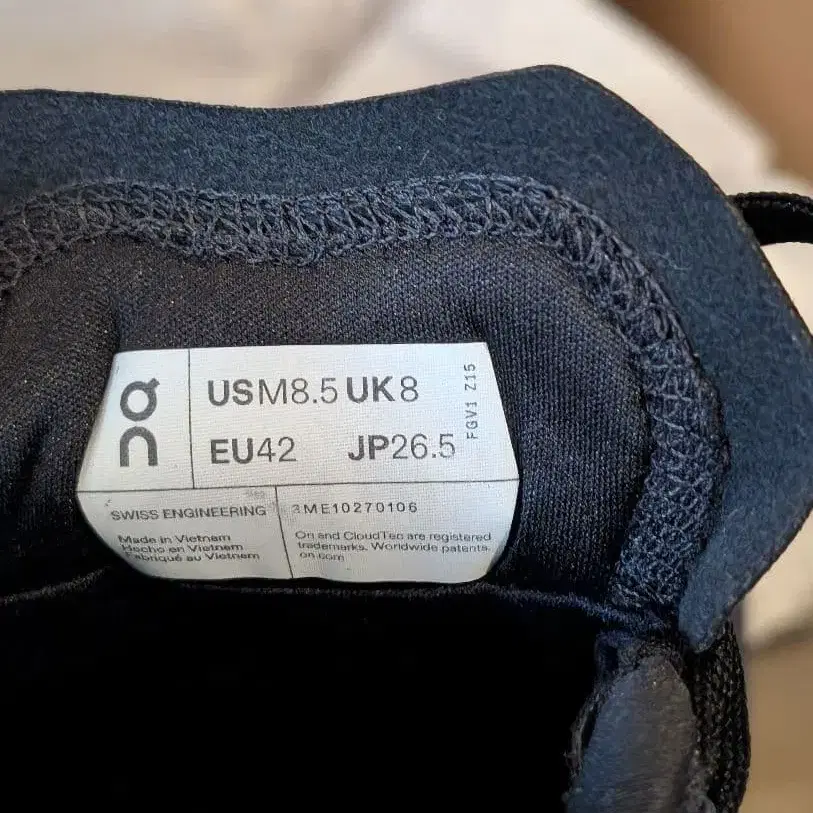 USM8.5 UK8
EU42 JP26.5
FGV1 Z15
SWISS ENGINEERING
3ME10270106
Made in Vietnam
Hecho en Vietnam
Fabriqué au Vietnam
On and CloudTec are registered
trademarks. Worldwide patents.
on.com